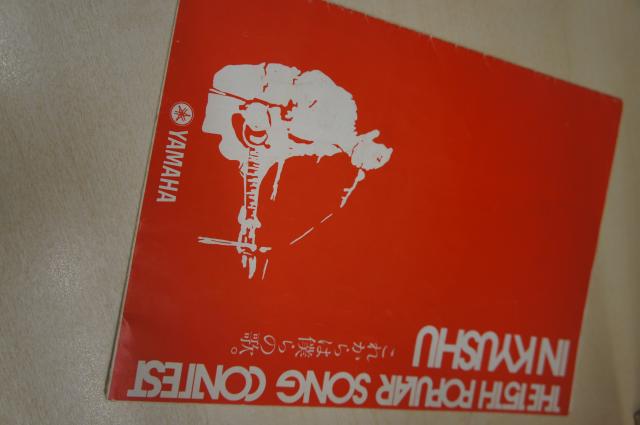 THE 15TH POPULAR SONG CONTEST
IN KYUSHU
これからは僕・らの歌。
YAMAHA